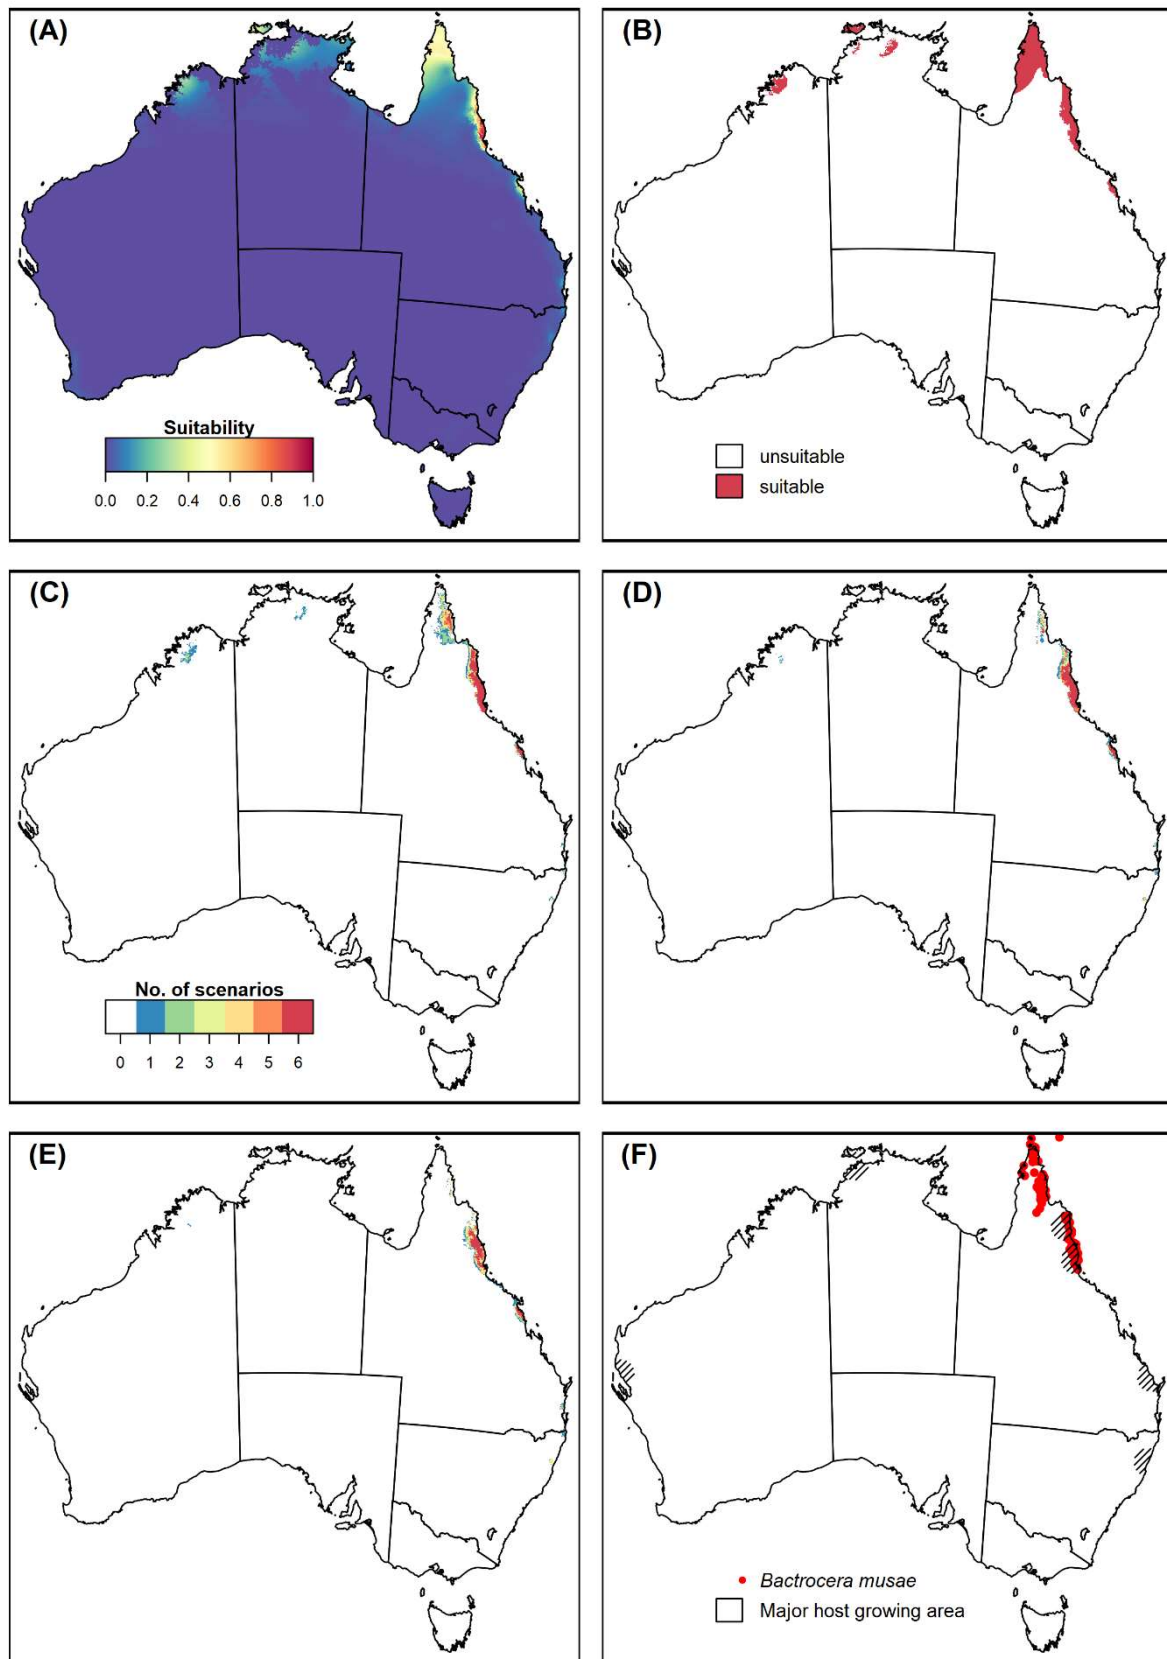 (A)
Suitability
0.0 0.2 0.4 0.6 0.8 1.0
(B)
unsuitable
suitable
(C)
No. of scenarios
0 1 2 3 4 5 6
(D)
(E)
(F)
Bactrocera musae
Major host growing area